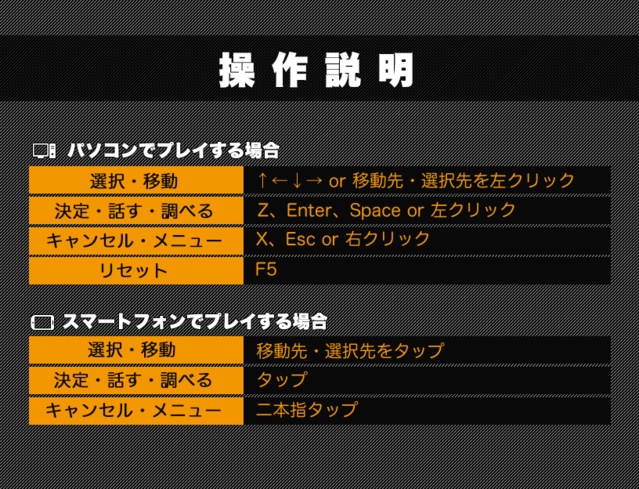 操作説明
パソコンでプレイする場合
選択・移動 ↑←↓→ or 移動先・選択先を左クリック
決定・話す・調べる Z、Enter、Space or 左クリック
キャンセル・メニュー X、Esc or 右クリック
リセット F5
スマートフォンでプレイする場合
選択・移動 移動先・選択先をタップ
決定・話す・調べる タップ
キャンセル・メニュー 二本指タップ